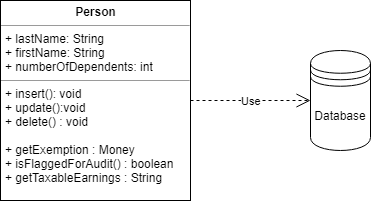 Person
+ lastName: String
+ firstName: String
+ numberOfDependents: int
+ insert(): void
+ update():void
+ delete() : void
+ getExemption : Money
+ isFlaggedForAudit() : boolean
+ getTaxableEarnings : String
Use
Database